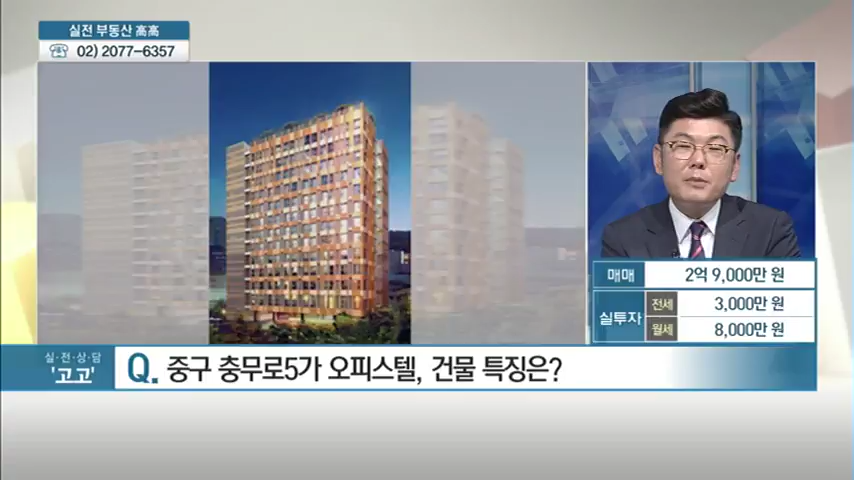 실전 부동산 高高
02) 2077-6357
매매 2억 9,000만 원
실투자 전세 3,000만 원
월세 8,000만 원
실·전·상·담
'고고'
Q. 중구 충무로5가 오피스텔, 건물 특징은?